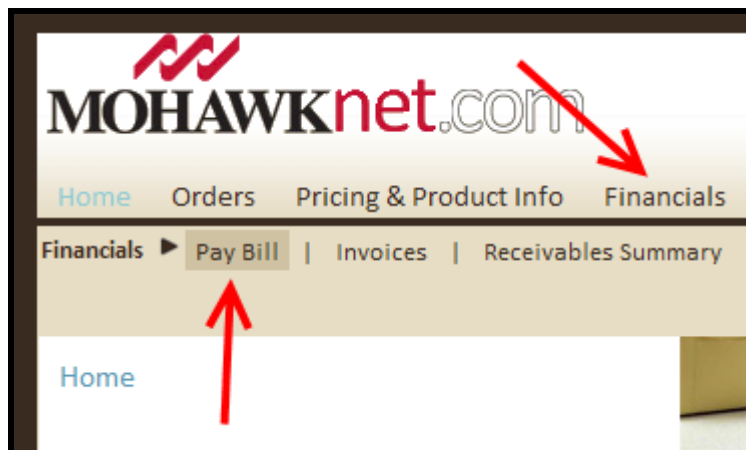 MOHAWKnet.com
Home Orders Pricing & Product Info Financials
Financials Pay Bill | Invoices | Receivables Summary
Home